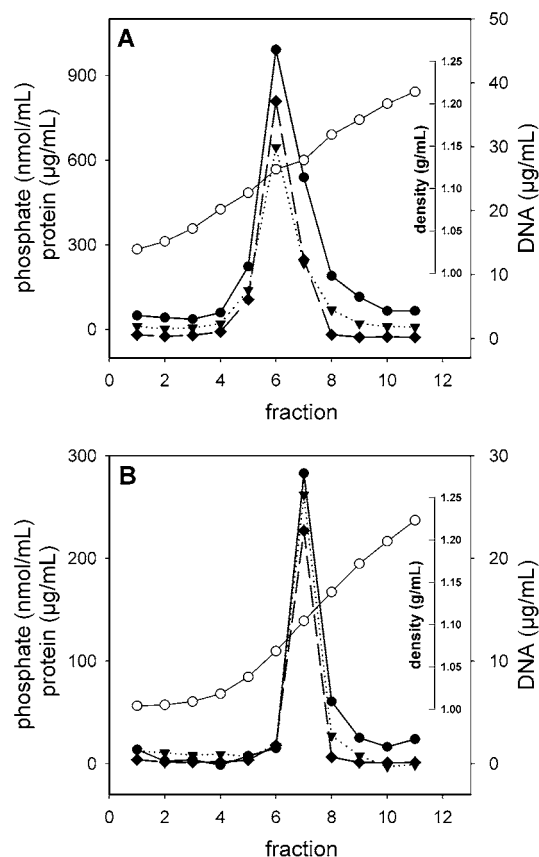 A
phosphate (nmol/mL)
protein (µg/mL)
900
600
300
0
1.25
1.20
1.15
1.10
1.05
1.00
density (g/mL)
50
40
30
20
10
0
DNA (µg/mL)
0 2 4 6 8 10 12
fraction
B
phosphate (nmol/mL)
protein (µg/mL)
300
200
100
0
1.25
1.20
1.15
1.10
1.05
1.00
density (g/mL)
30
20
10
0
DNA (µg/mL)
0 2 4 6 8 10 12
fraction